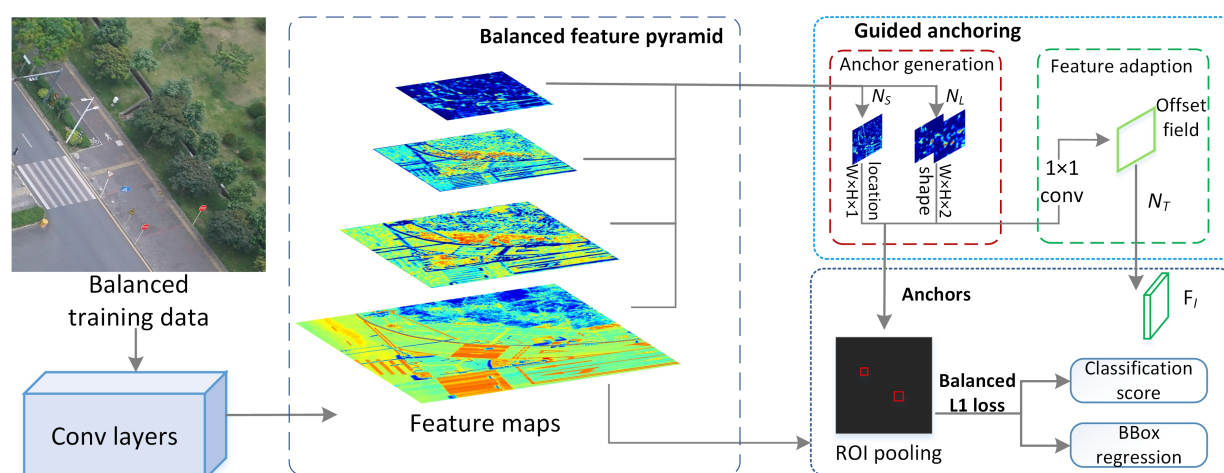 Balanced
training data
Conv layers
Balanced feature pyramid
Feature maps
Guided anchoring
Anchor generation
N_S
N_L
W×H×1
location
shape
W×H×2
Feature adaption
Offset
field
1×1
conv
N_T
F_l
Anchors
ROI pooling
Balanced
L1 loss
Classification
score
BBox
regression